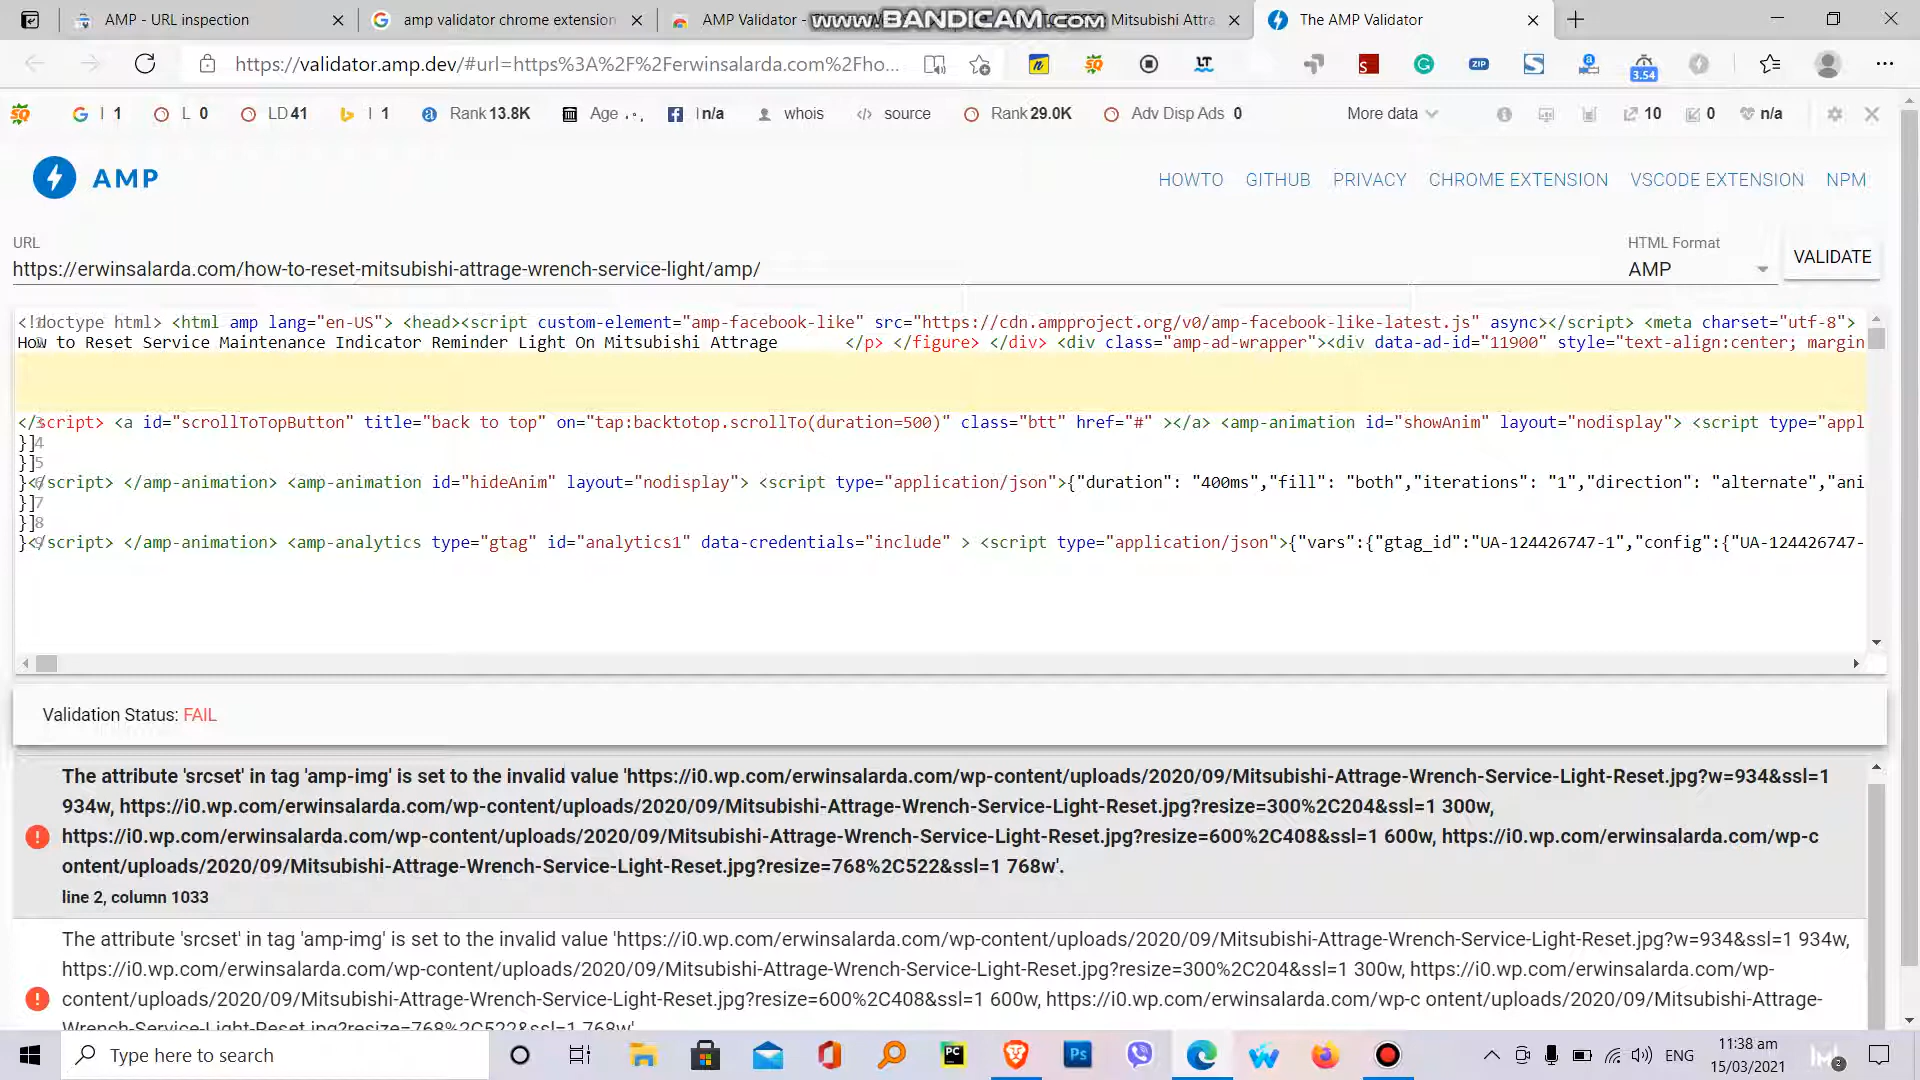 AMP - URL inspection
amp validator chrome extension
AMP Validator -
www.BANDICAM.com
Mitsubishi Attra
The AMP Validator
https://validator.amp.dev/#url=https%3A%2F%2Ferwinsalarda.com%2Fho...
LT
ZIP
3.54
I 1
L 0
LD 41
I 1
Rank 13.8K
Age
I n/a
whois
source
Rank 29.0K
Adv Disp Ads 0
More data
10
0
n/a
AMP
HOWTO GITHUB PRIVACY CHROME EXTENSION VSCODE EXTENSION NPM
URL
https://erwinsalarda.com/how-to-reset-mitsubishi-attrage-wrench-service-light/amp/
HTML Format
AMP
VALIDATE
<!doctype html> <html amp lang="en-US"> <head><script custom-element="amp-facebook-like" src="https://cdn.ampproject.org/v0/amp-facebook-like-latest.js" async></script> <meta charset="utf-8">
How to Reset Service Maintenance Indicator Reminder Light On Mitsubishi Attrage </p> </figure> </div> <div class="amp-ad-wrapper"><div data-ad-id="11900" style="text-align:center; margin
</script> <a id="scrollToTopButton" title="back to top" on="tap:backtotop.scrollTo(duration=500)" class="btt" href="#" ></a> <amp-animation id="showAnim" layout="nodisplay"> <script type="appl
}]4
}]5
}</script> </amp-animation> <amp-animation id="hideAnim" layout="nodisplay"> <script type="application/json">{"duration": "400ms","fill": "both","iterations": "1","direction": "alternate","ani
}]7
}]8
}</script> </amp-animation> <amp-analytics type="gtag" id="analytics1" data-credentials="include" > <script type="application/json">{"vars":{"gtag_id":"UA-124426747-1","config":{"UA-124426747-
Validation Status: FAIL
The attribute 'srcset' in tag 'amp-img' is set to the invalid value 'https://i0.wp.com/erwinsalarda.com/wp-content/uploads/2020/09/Mitsubishi-Attrage-Wrench-Service-Light-Reset.jpg?w=934&ssl=1
934w, https://i0.wp.com/erwinsalarda.com/wp-content/uploads/2020/09/Mitsubishi-Attrage-Wrench-Service-Light-Reset.jpg?resize=300%2C204&ssl=1 300w,
https://i0.wp.com/erwinsalarda.com/wp-content/uploads/2020/09/Mitsubishi-Attrage-Wrench-Service-Light-Reset.jpg?resize=600%2C408&ssl=1 600w, https://i0.wp.com/erwinsalarda.com/wp-c
ontent/uploads/2020/09/Mitsubishi-Attrage-Wrench-Service-Light-Reset.jpg?resize=768%2C522&ssl=1 768w'.
line 2, column 1033
The attribute 'srcset' in tag 'amp-img' is set to the invalid value 'https://i0.wp.com/erwinsalarda.com/wp-content/uploads/2020/09/Mitsubishi-Attrage-Wrench-Service-Light-Reset.jpg?w=934&ssl=1 934w,
https://i0.wp.com/erwinsalarda.com/wp-content/uploads/2020/09/Mitsubishi-Attrage-Wrench-Service-Light-Reset.jpg?resize=300%2C204&ssl=1 300w, https://i0.wp.com/erwinsalarda.com/wp-
content/uploads/2020/09/Mitsubishi-Attrage-Wrench-Service-Light-Reset.jpg?resize=600%2C408&ssl=1 600w, https://i0.wp.com/erwinsalarda.com/wp-c ontent/uploads/2020/09/Mitsubishi-Attrage-
Wrench-Service-Light-Reset.jpg?resize=768%2C522&ssl=1 768w'
Type here to search
PC
Ps
ENG
11:38 am
15/03/2021
2